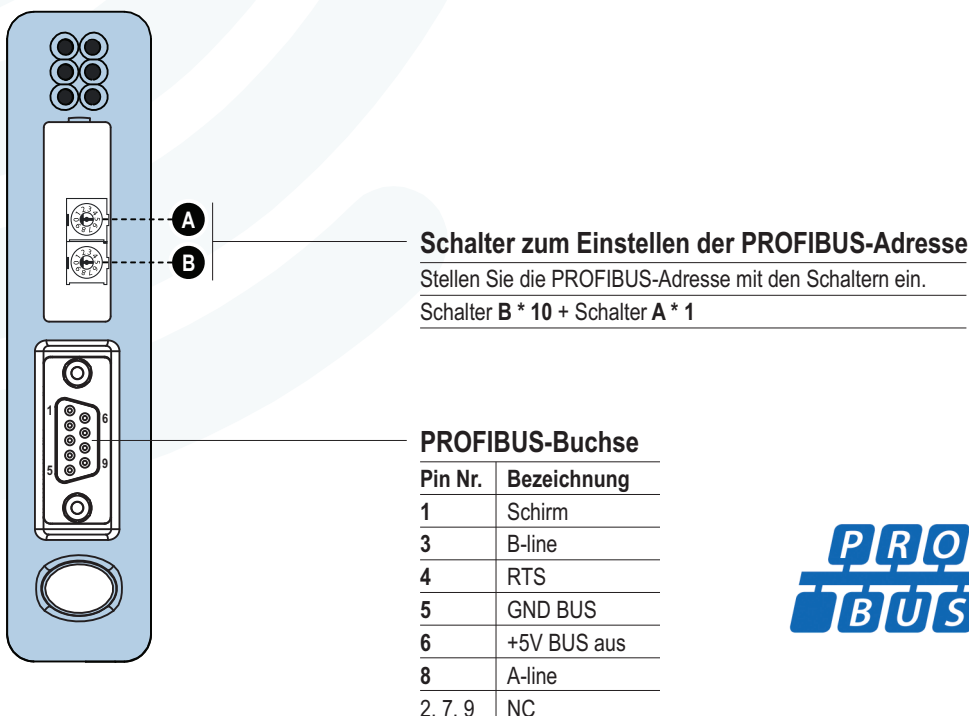 A
B
Schalter zum Einstellen der PROFIBUS-Adresse
Stellen Sie die PROFIBUS-Adresse mit den Schaltern ein.
Schalter B * 10 + Schalter A * 1
1
6
5
9
PROFIBUS-Buchse
Pin Nr. Bezeichnung
1 Schirm
3 B-line
4 RTS
5 GND BUS
6 +5V BUS aus
8 A-line
2, 7, 9 NC
PRO
BUS